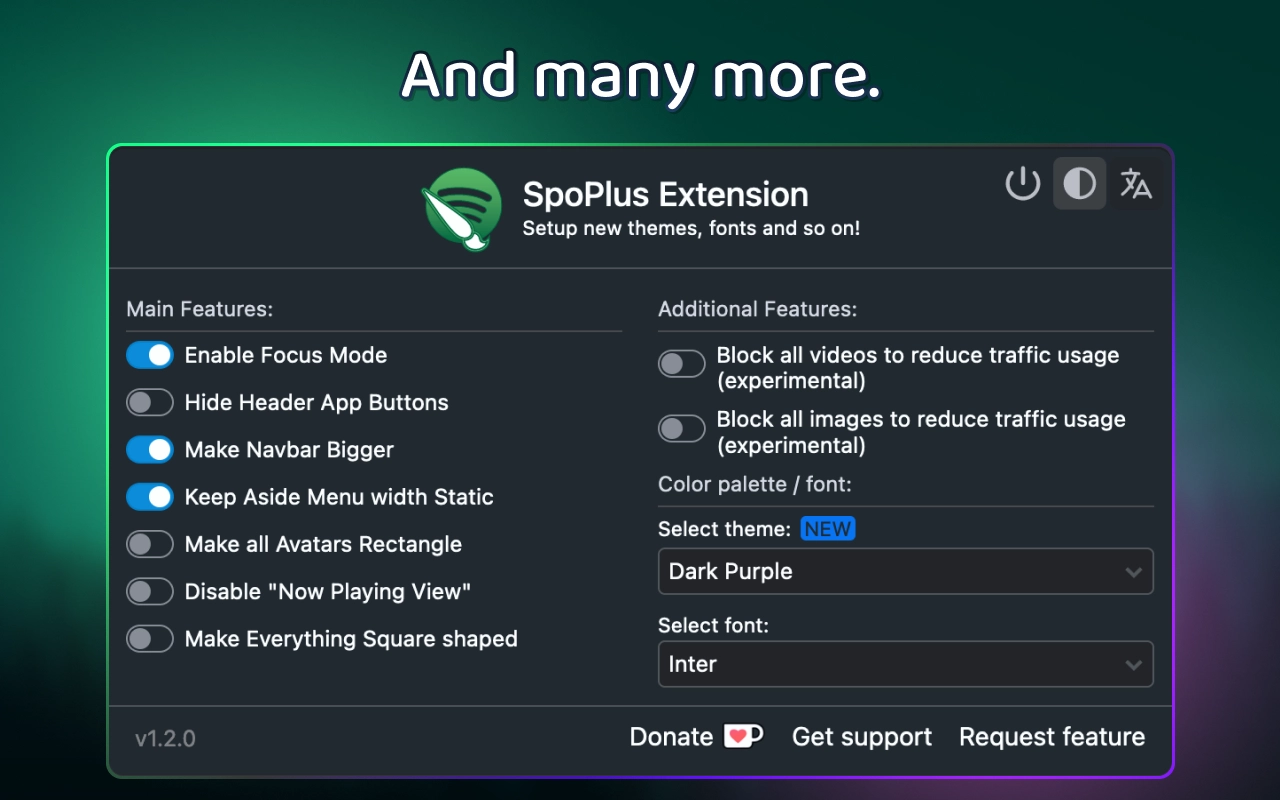 And many more.
SpoPlus Extension
Setup new themes, fonts and so on!
Main Features:
Enable Focus Mode
Hide Header App Buttons
Make Navbar Bigger
Keep Aside Menu width Static
Make all Avatars Rectangle
Disable "Now Playing View"
Make Everything Square shaped
Additional Features:
Block all videos to reduce traffic usage
(experimental)
Block all images to reduce traffic usage
(experimental)
Color palette / font:
Select theme: NEW
Dark Purple
Select font:
Inter
v1.2.0
Donate Get support Request feature